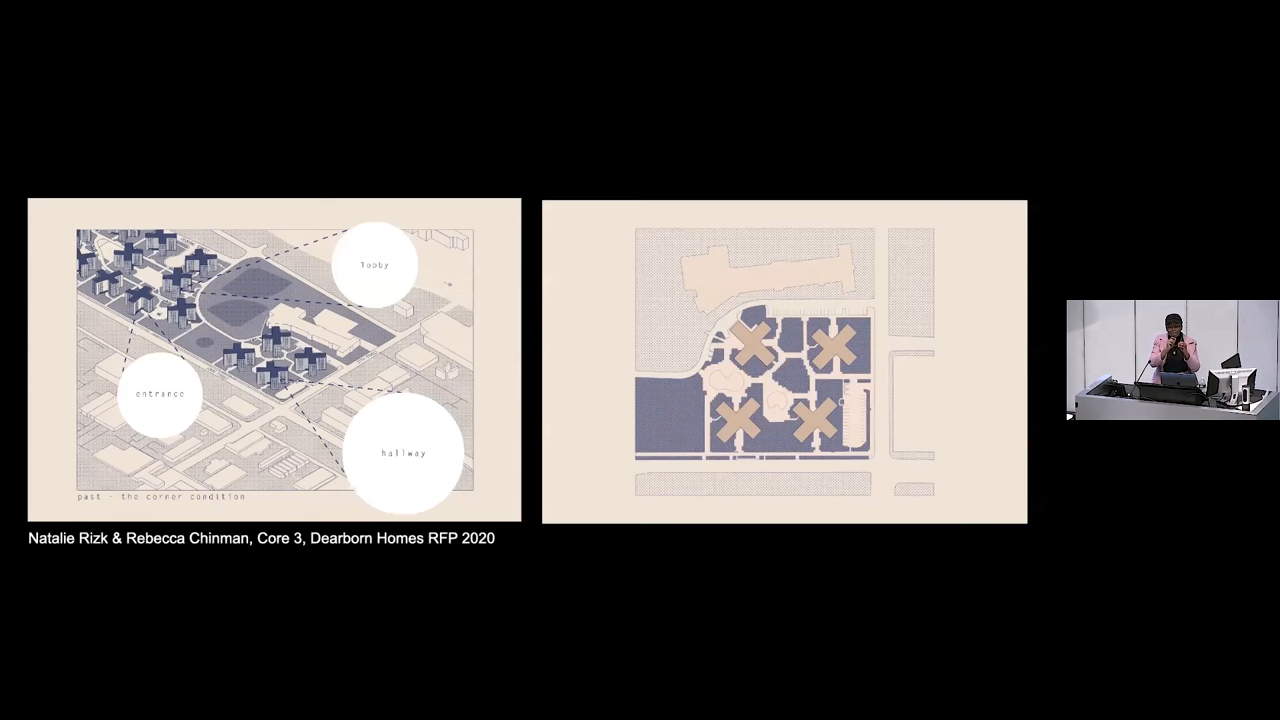 lobby
entrance
hallway
past - the corner condition
Natalie Rizk & Rebecca Chinman, Core 3, Dearborn Homes RFP 2020